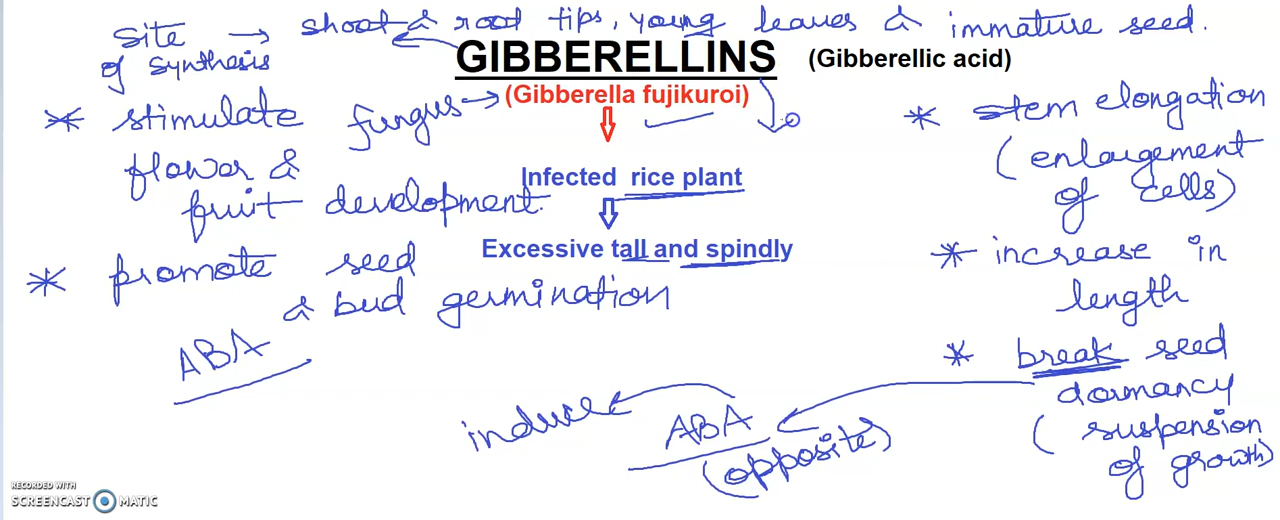 Site → shoot & root tips, young leaves & immature seed.
of synthesis
GIBBERELLINS (Gibberellic acid)
fungus → (Gibberella fujikuroi)
Infected rice plant
Excessive tall and spindly
* stimulate
flower &
fruit development.
* promote seed
& bud germination
ABA
* stem elongation
(enlargement
of cells)
* increase in
length
* break seed
dormancy
(suspension
of growth)
induce
ABA
(opposite)
RECORDED WITH
SCREENCAST MATIC